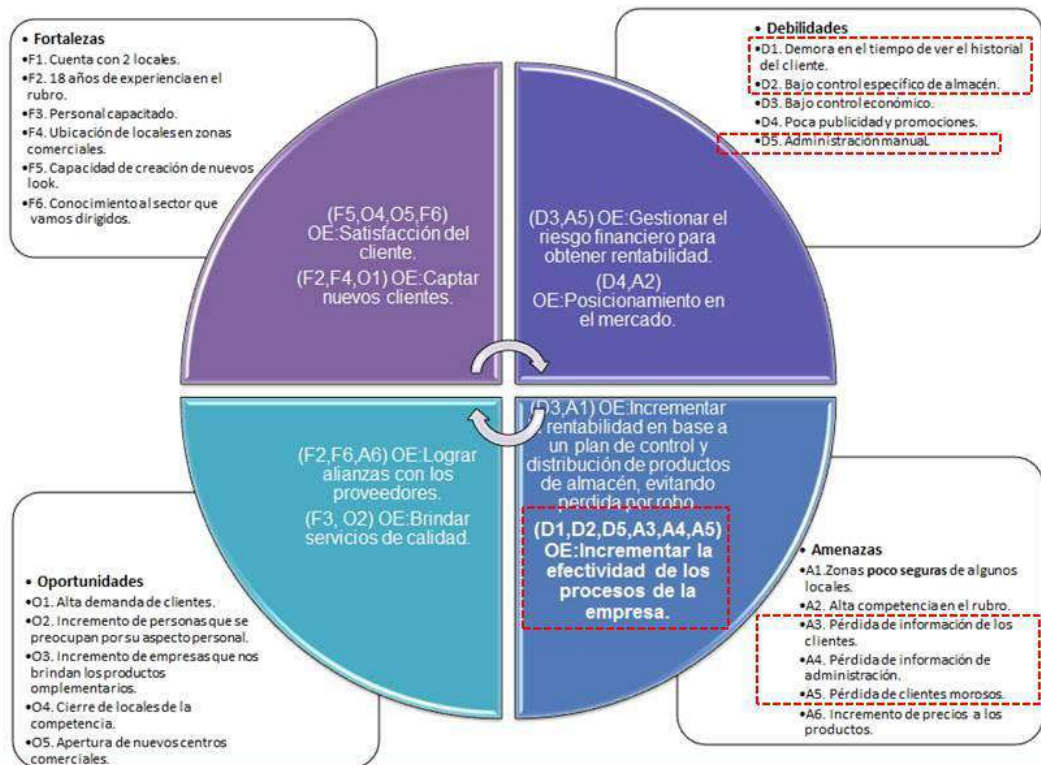 • Fortalezas
•F1. Cuenta con 2 locales.
•F2. 18 años de experiencia en el
rubro.
•F3. Personal capacitado.
•F4. Ubicación de locales en zonas
comerciales.
•F5. Capacidad de creación de nuevos
look.
•F6. Conocimiento al sector que
vamos dirigidos.
• Debilidades
•D1. Demora en el tiempo de ver el historial
del cliente.
•D2. Bajo control específico de almacén.
•D3. Bajo control económico.
•D4. Poca publicidad y promociones.
•D5. Administración manual.
(F5,O4,O5,F6)
OE:Satisfacción del
cliente.
(F2,F4,O1) OE:Captar
nuevos clientes.
(D3,A5) OE:Gestionar el
riesgo financiero para
obtener rentabilidad.
(D4,A2)
OE:Posicionamiento en
el mercado.
(F2,F6,A6) OE:Lograr
alianzas con los
proveedores.
(F3, O2) OE:Brindar
servicios de calidad.
(D3,A1) OE:Incrementar
rentabilidad en base a
un plan de control y
distribución de productos
de almacén, evitando
perdida por robo.
(D1,D2,D5,A3,A4,A5)
OE:Incrementar la
efectividad de los
procesos de la
empresa.
• Oportunidades
•O1. Alta demanda de clientes.
•O2. Incremento de personas que se
preocupan por su aspecto personal.
•O3. Incremento de empresas que nos
brindan los productos
omplementarios.
•O4. Cierre de locales de la
competencia.
•O5. Apertura de nuevos centros
comerciales.
• Amenazas
•A1.Zonas poco seguras de algunos
locales.
•A2. Alta competencia en el rubro.
•A3. Pérdida de información de los
clientes.
•A4. Pérdida de información de
administración.
•A5. Pérdida de clientes morosos.
•A6. Incremento de precios a los
productos.